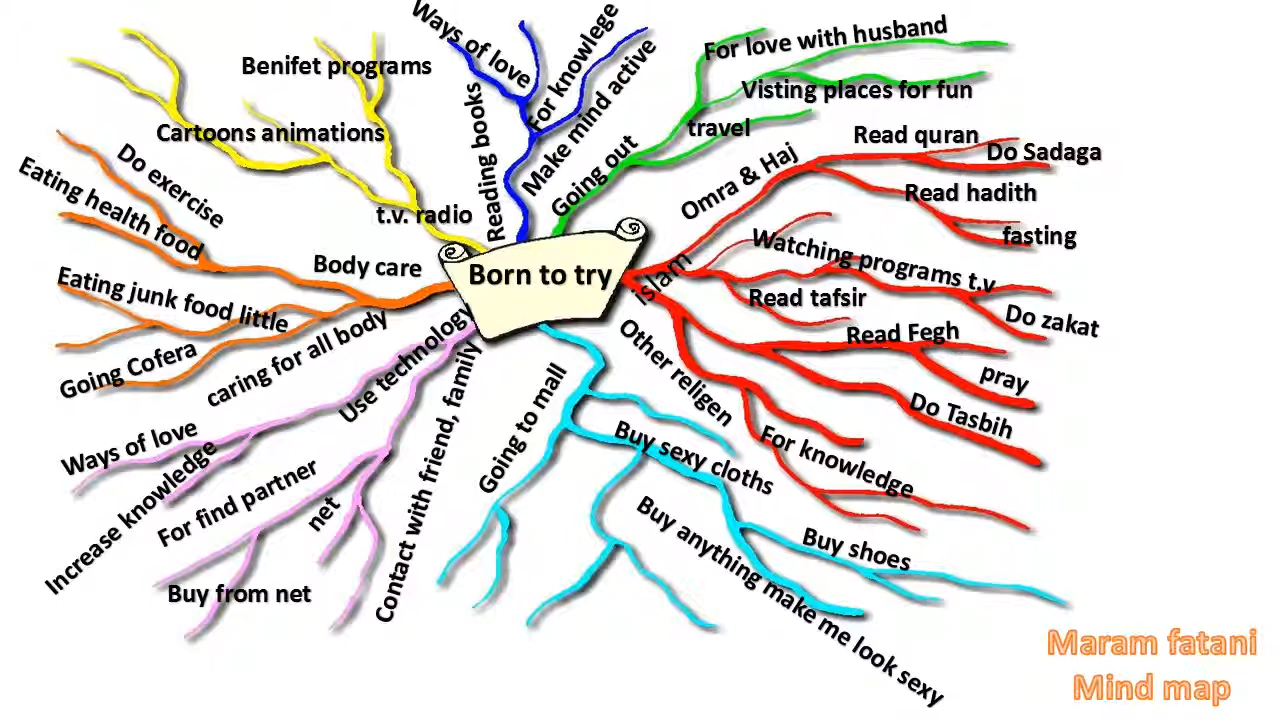 Born to try
Ways of love
For knowlege
Make mind active
Reading books
Going out
For love with husband
Visting places for fun
travel
Omra & Haj
Read quran
Do Sadaga
Read hadith
fasting
islam
Watching programs t.v
Read tafsir
Do zakat
Read Fegh
pray
Do Tasbih
Other religen
For knowledge
Going to mall
Buy sexy cloths
Buy shoes
Buy anything make me look sexy
Contact with friend, family
Use technology
Ways of love
Increase knowledge
For find partner
net
Buy from net
Body care
Do exercise
Eating health food
Eating junk food little
Going Cofera
caring for all body
t.v. radio
Benifet programs
Cartoons animations
Maram fatani
Mind map